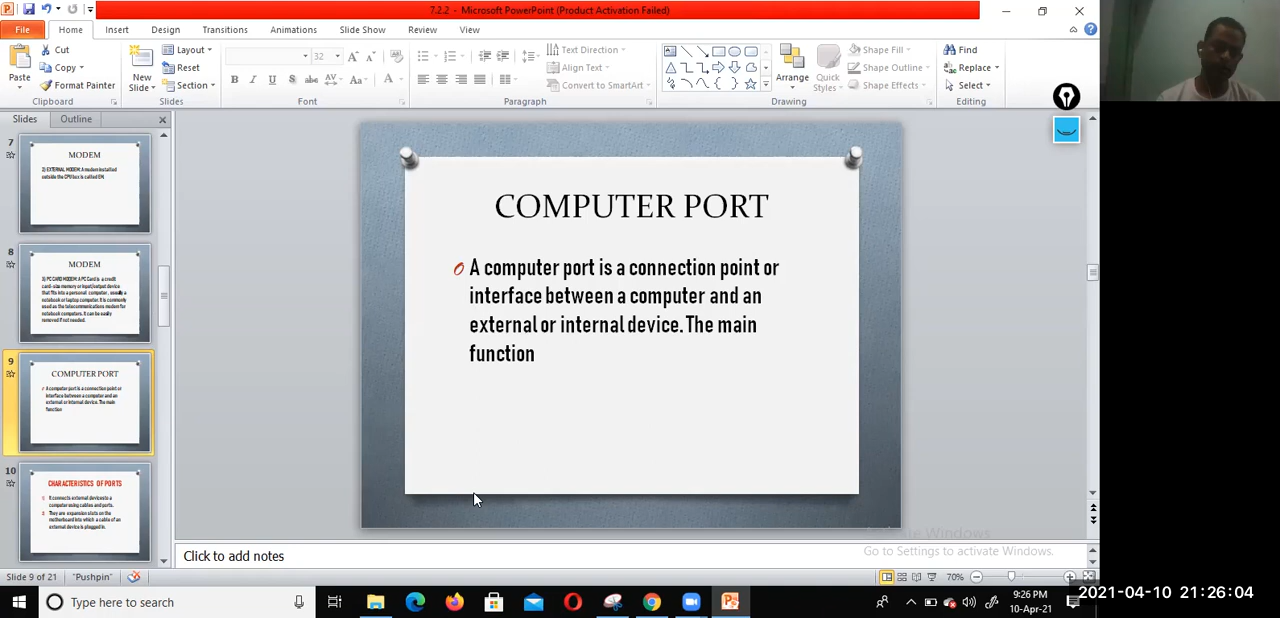 7.2.2 - Microsoft PowerPoint (Product Activation Failed)
File Home Insert Design Transitions Animations Slide Show Review View
Paste
Cut
Copy
Format Painter
Clipboard
New
Slide
Layout
Reset
Section
Slides
32
B I U S abc AV Aa A
Font
Text Direction
Align Text
Convert to SmartArt
Paragraph
Arrange
Quick
Styles
Shape Fill
Shape Outline
Shape Effects
Drawing
Find
Replace
Select
Editing
Slides Outline
7
MODEM
2) EXTERNAL MODEM: A modem installed
outside the CPU box is called EM.
8
MODEM
3) PC CARD MODEM: A PC Card is a credit
card-size memory or input/output device
that fits into a personal computer, usually a
notebook or laptop computer. It is commonly
used as the telecommunications modem for
notebook computers. It can be easily
removed if not needed.
9
COMPUTER PORT
A computer port is a connection point or
interface between a computer and an
external or internal device. The main
function
10
CHARACTERISTICS OF PORTS
It connects external devices to a
computer using cables and ports.
They are expansion slots on the
motherboard into which a cable of an
external device is plugged in.
COMPUTER PORT
A computer port is a connection point or
interface between a computer and an
external or internal device. The main
function
Windows
Go to Settings to activate Windows.
Click to add notes
Slide 9 of 21 "Pushpin" 70%
Type here to search
9:26 PM
10-Apr-21
2021-04-10 21:26:04